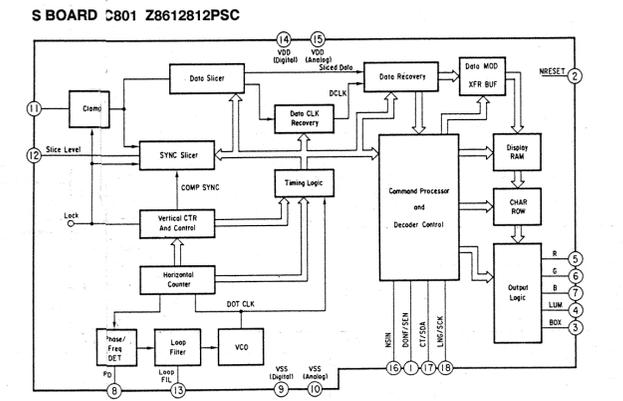 S BOARD C801 Z8612812PSC
14 15
VDD (Digital)
VDD (Analog)
Sliced Data
Data Slicer
Data Recovery
Data MOD
XFR BUF
NRESET 2
DCLK
11
Clamp
Data CLK Recovery
12 Slice Level
SYNC Slicer
Display RAM
COMP SYNC
Timing Logic
Command Processor and Decoder Control
CHAR ROW
Lock
Vertical CTR And Control
R 5
G 6
B 7
LUM 4
BOX 3
Output Logic
Horizontal Counter
DOT CLK
NSIN
DONF/SEN
CT/SDA
LNG/SCK
Phase/ Freq DET
Loop Filter
VCO
PD
Loop FIL
VSS (Digital)
VSS (Analog)
8 13 9 10 16 1 17 18